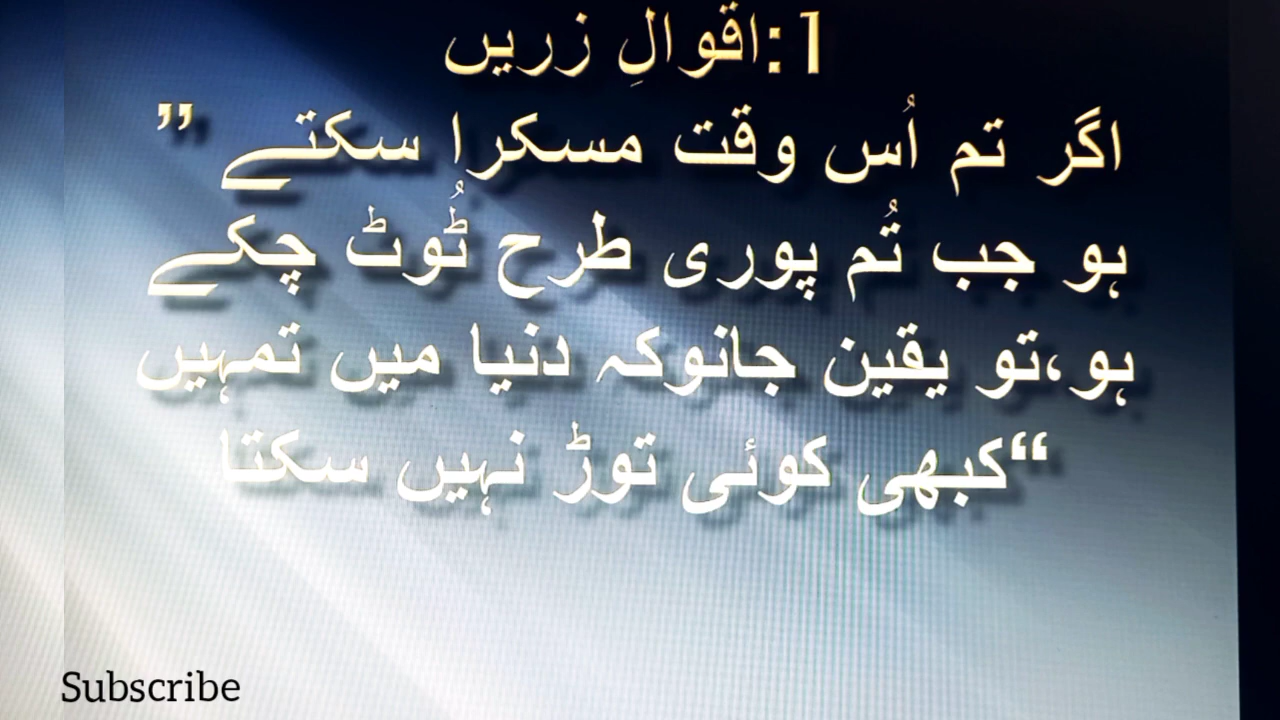 1:اقوالِ زریں
اگر تم اُس وقت مسکرا سکتے ”
ہو جب تُم پوری طرح ٹُوٹ چکے
ہو،تو یقین جانوکہ دنیا میں تمہیں
“کبھی کوئی توڑ نہیں سکتا
Subscribe